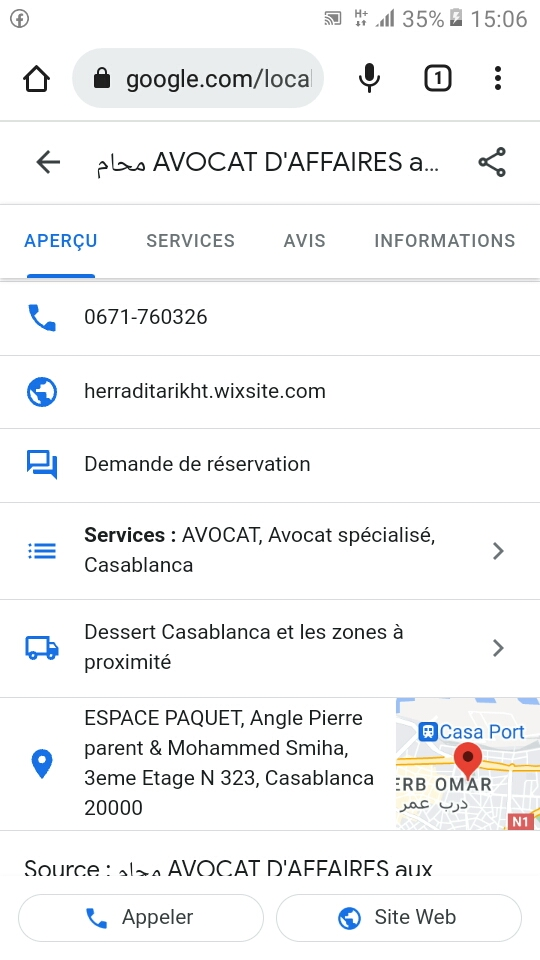 H+ 35% 15:06
google.com/loca
1
محام AVOCAT D'AFFAIRES a...
APERÇU SERVICES AVIS INFORMATIONS
0671-760326
herraditarikht.wixsite.com
Demande de réservation
Services : AVOCAT, Avocat spécialisé,
Casablanca
Dessert Casablanca et les zones à
proximité
ESPACE PAQUET, Angle Pierre
parent & Mohammed Smiha,
3eme Etage N 323, Casablanca
20000
Casa Port
ERB OMAR
درب عمر
N1
Source : محام AVOCAT D'AFFAIRES aux
Appeler Site Web